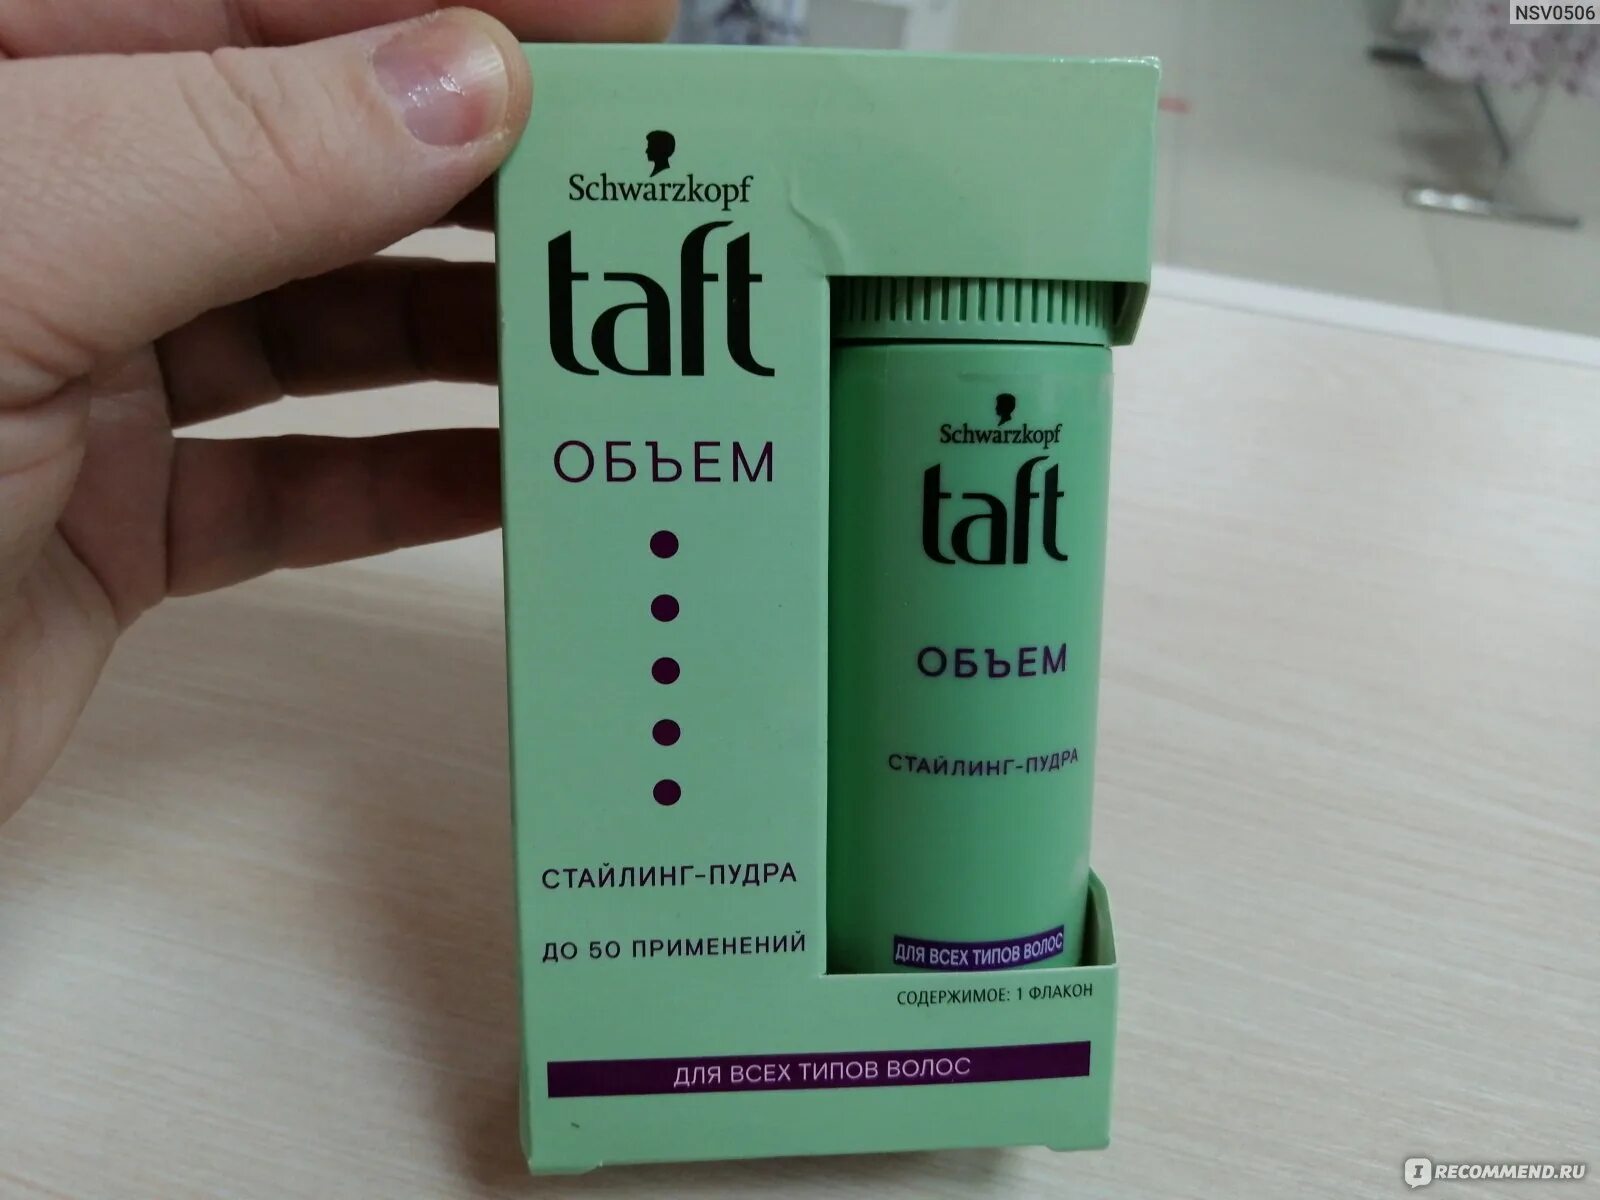 NSV0506
Schwarzkopf
taft
ОБЪЕМ
СТАЙЛИНГ-ПУДРА
ДО 50 ПРИМЕНЕНИЙ
Schwarzkopf
taft
ОБЪЕМ
СТАЙЛИНГ-ПУДРА
ДЛЯ ВСЕХ ТИПОВ ВОЛОС
СОДЕРЖИМОЕ: 1 ФЛАКОН
ДЛЯ ВСЕХ ТИПОВ ВОЛОС
IRECOMMEND.RU